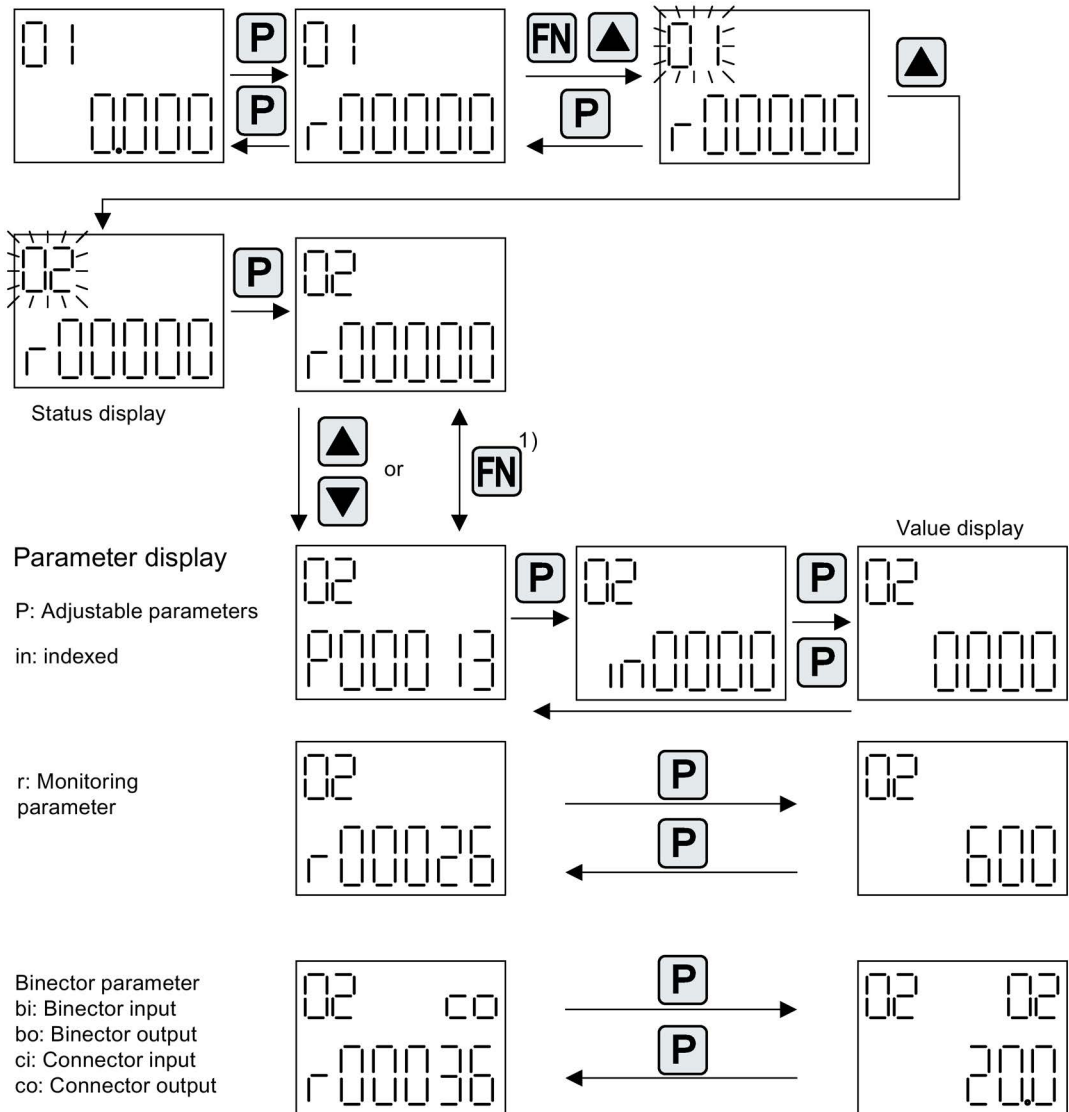 01
0.000
P
P
01
r00000
FN
P
01
r00000
02
r00000
Status display
P
02
r00000
or
FN 1)
Parameter display
P: Adjustable parameters
in: indexed
02
P00013
P
02
in0000
P
P
Value display
02
0000
r: Monitoring
parameter
02
r00026
P
P
02
600
Binector parameter
bi: Binector input
bo: Binector output
ci: Connector input
co: Connector output
02 co
r00036
P
P
02 02
20.0